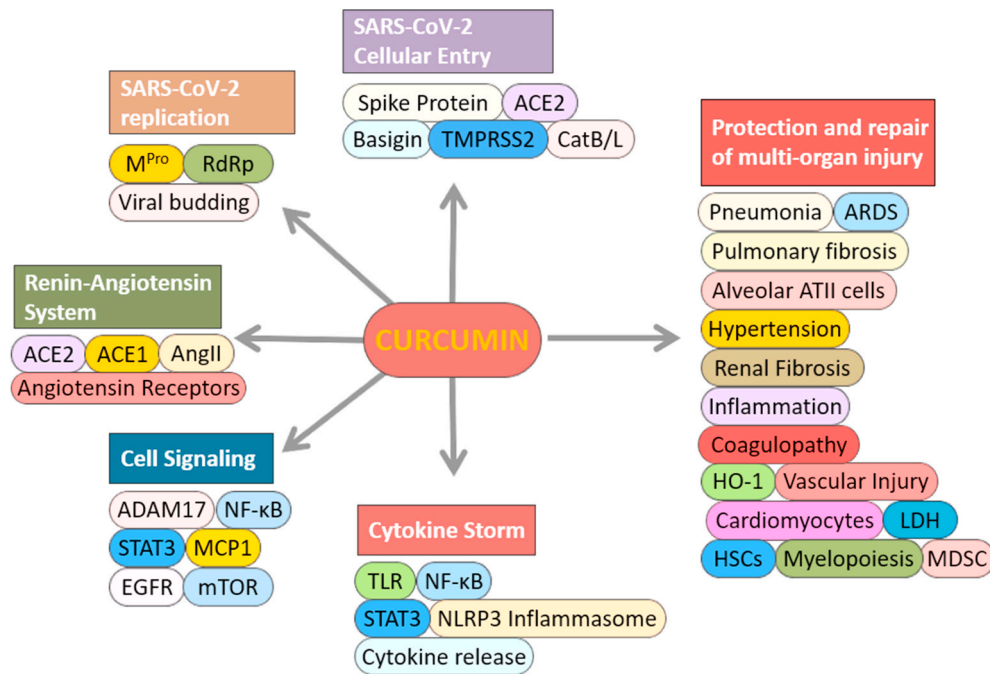 SARS-CoV-2
Cellular Entry
Spike Protein ACE2
Basigin TMPRSS2 CatB/L
SARS-CoV-2
replication
Mᴾʳᵒ RdRp
Viral budding
Protection and repair
of multi-organ injury
Pneumonia ARDS
Pulmonary fibrosis
Alveolar ATII cells
Hypertension
Renal Fibrosis
Inflammation
Coagulopathy
HO-1 Vascular Injury
Cardiomyocytes LDH
HSCs Myelopoiesis MDSC
Renin-Angiotensin
System
ACE2 ACE1 AngII
Angiotensin Receptors
CURCUMIN
Cell Signaling
ADAM17 NF-κB
STAT3 MCP1
EGFR mTOR
Cytokine Storm
TLR NF-κB
STAT3 NLRP3 Inflammasome
Cytokine release